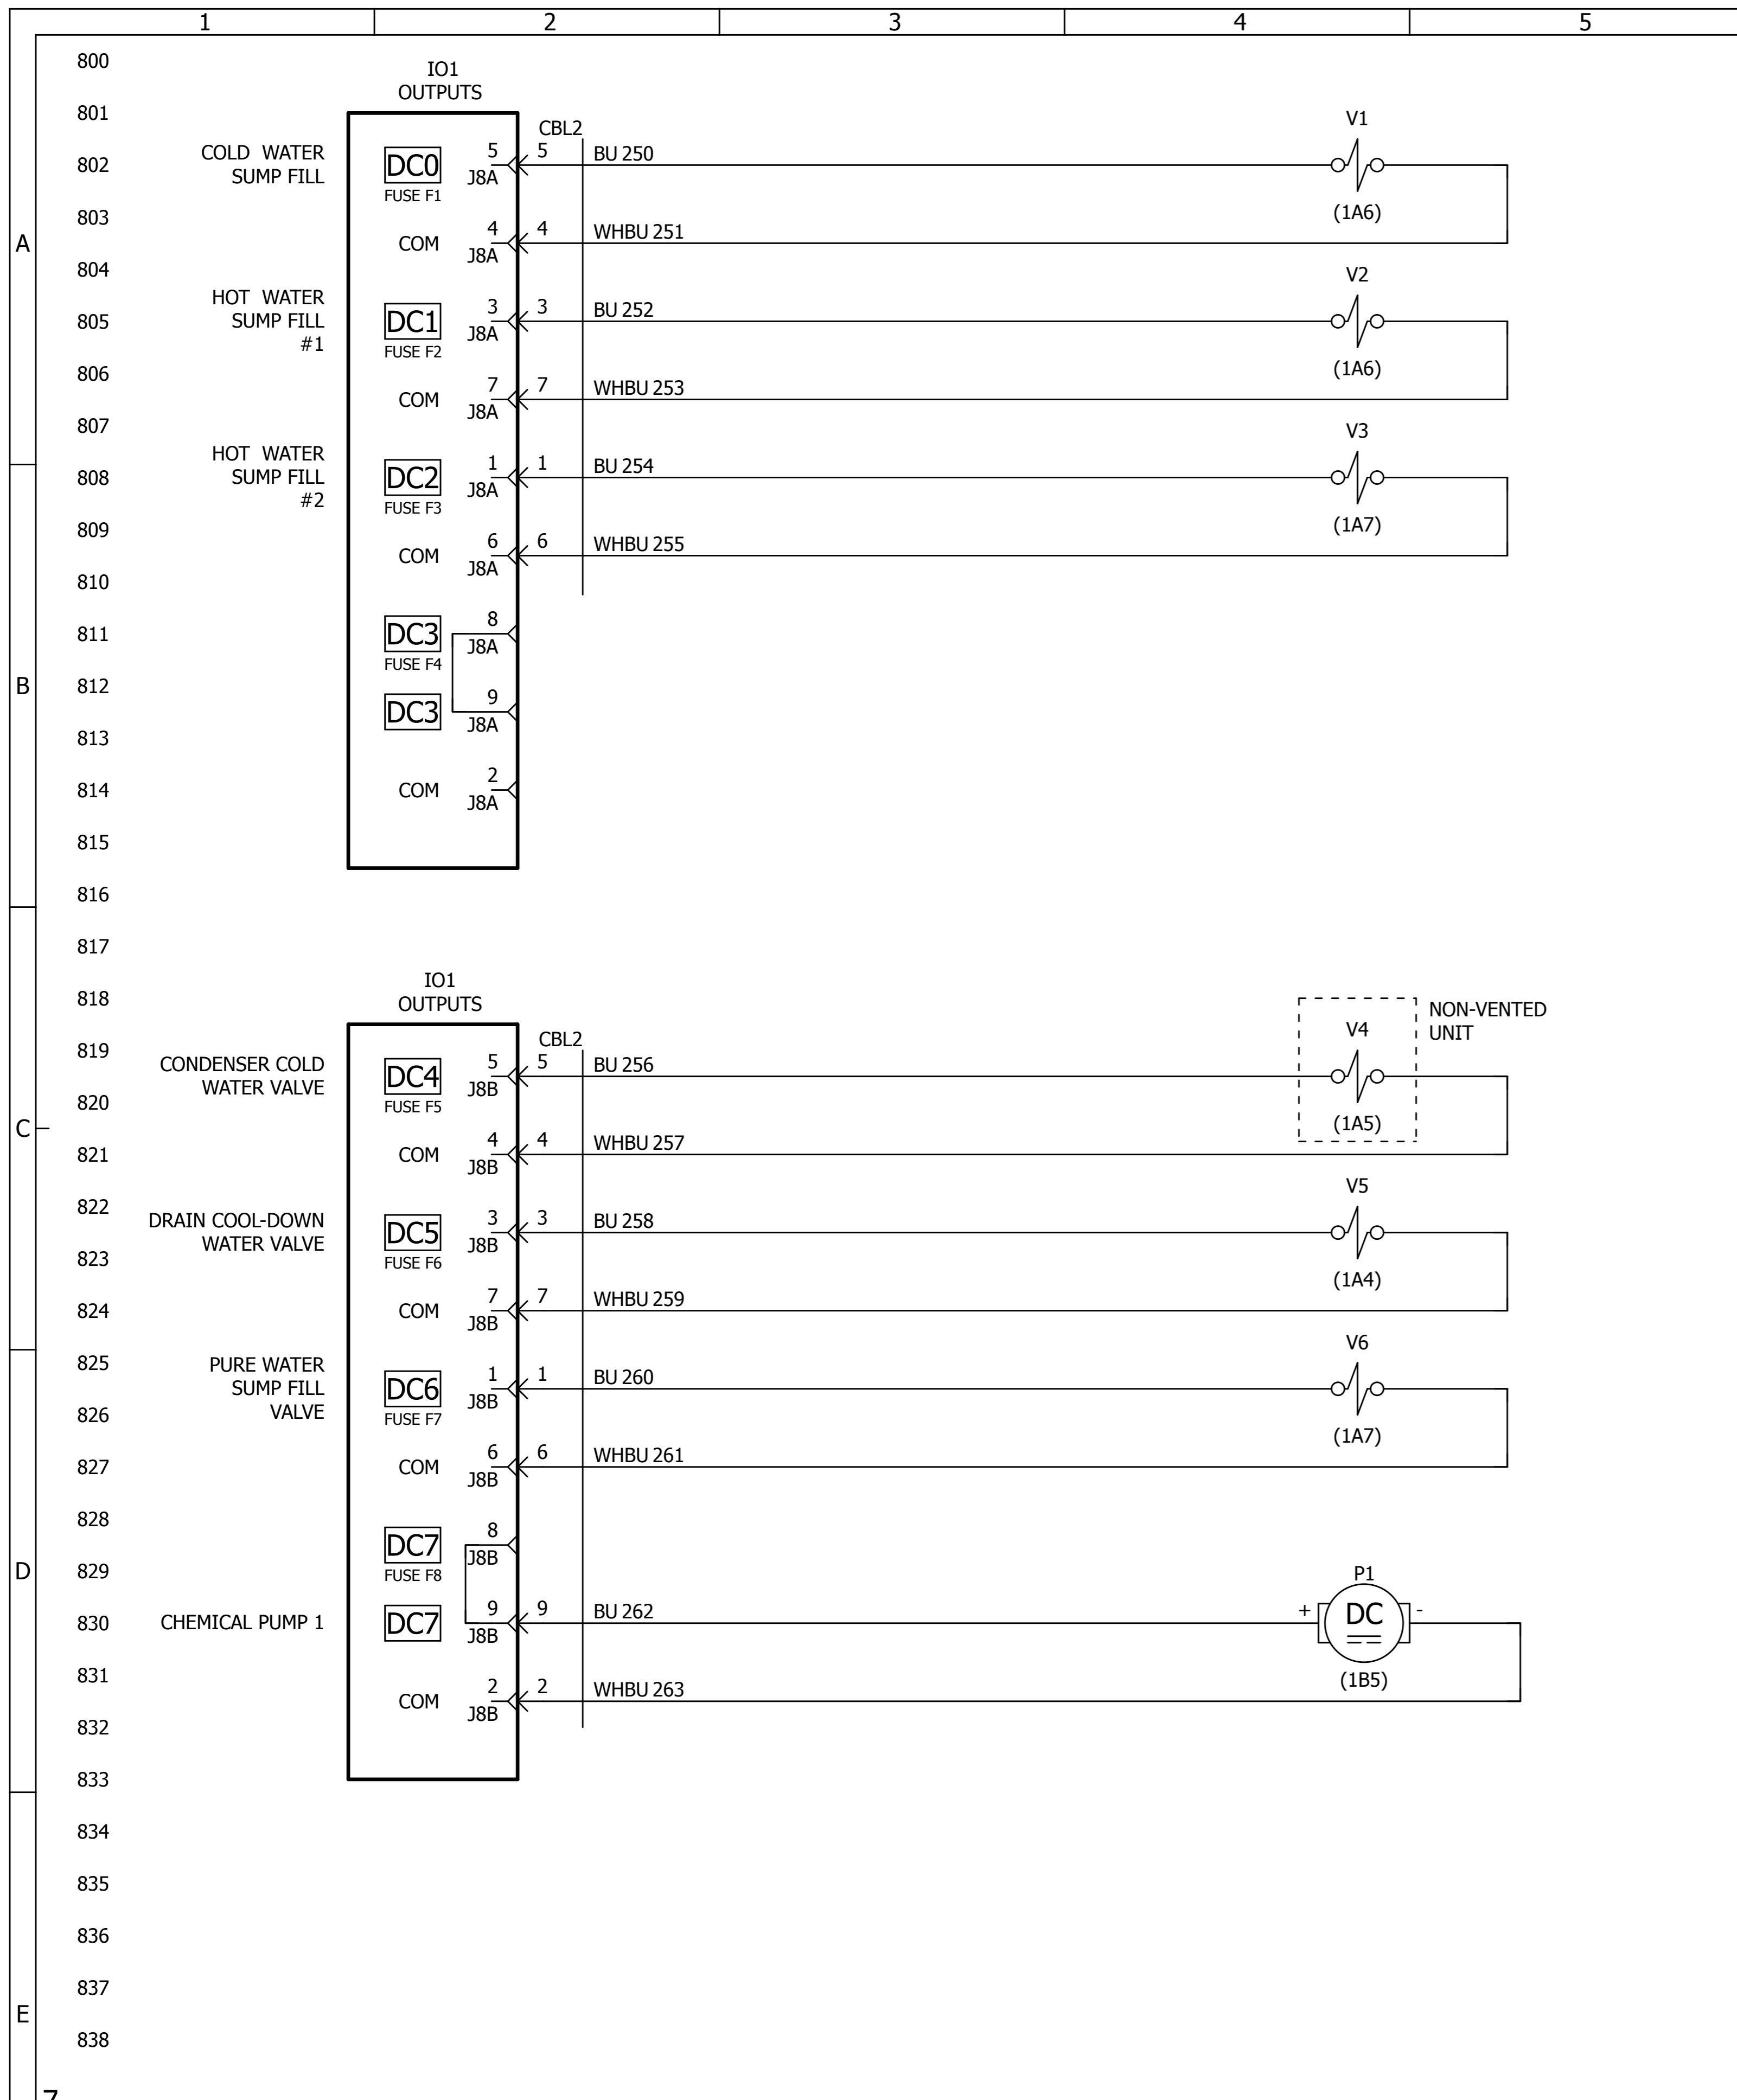 1 2 3 4 5
800
IO1
OUTPUTS
801
CBL2
V1
COLD WATER
SUMP FILL
802
DC0
FUSE F1
5
J8A
5
BU 250
(1A6)
803
A
COM
4
J8A
4
WHBU 251
804
V2
HOT WATER
SUMP FILL
#1
805
DC1
FUSE F2
3
J8A
3
BU 252
(1A6)
806
COM
7
J8A
7
WHBU 253
807
V3
HOT WATER
SUMP FILL
#2
808
DC2
FUSE F3
1
J8A
1
BU 254
(1A7)
809
COM
6
J8A
6
WHBU 255
810
811
DC3
FUSE F4
8
J8A
B
812
DC3
9
J8A
813
814
COM
2
J8A
815
816
817
IO1
OUTPUTS
818
NON-VENTED
UNIT
819
CBL2
V4
CONDENSER COLD
WATER VALVE
DC4
FUSE F5
5
J8B
5
BU 256
(1A5)
820
C
821
COM
4
J8B
4
WHBU 257
822
V5
DRAIN COOL-DOWN
WATER VALVE
DC5
FUSE F6
3
J8B
3
BU 258
(1A4)
823
824
COM
7
J8B
7
WHBU 259
825
V6
PURE WATER
SUMP FILL
VALVE
DC6
FUSE F7
1
J8B
1
BU 260
(1A7)
826
827
COM
6
J8B
6
WHBU 261
828
DC7
FUSE F8
8
J8B
D
829
P1
830
CHEMICAL PUMP 1
DC7
9
J8B
9
BU 262
+
DC
-
(1B5)
831
COM
2
J8B
2
WHBU 263
832
833
834
835
836
837
E
838
7